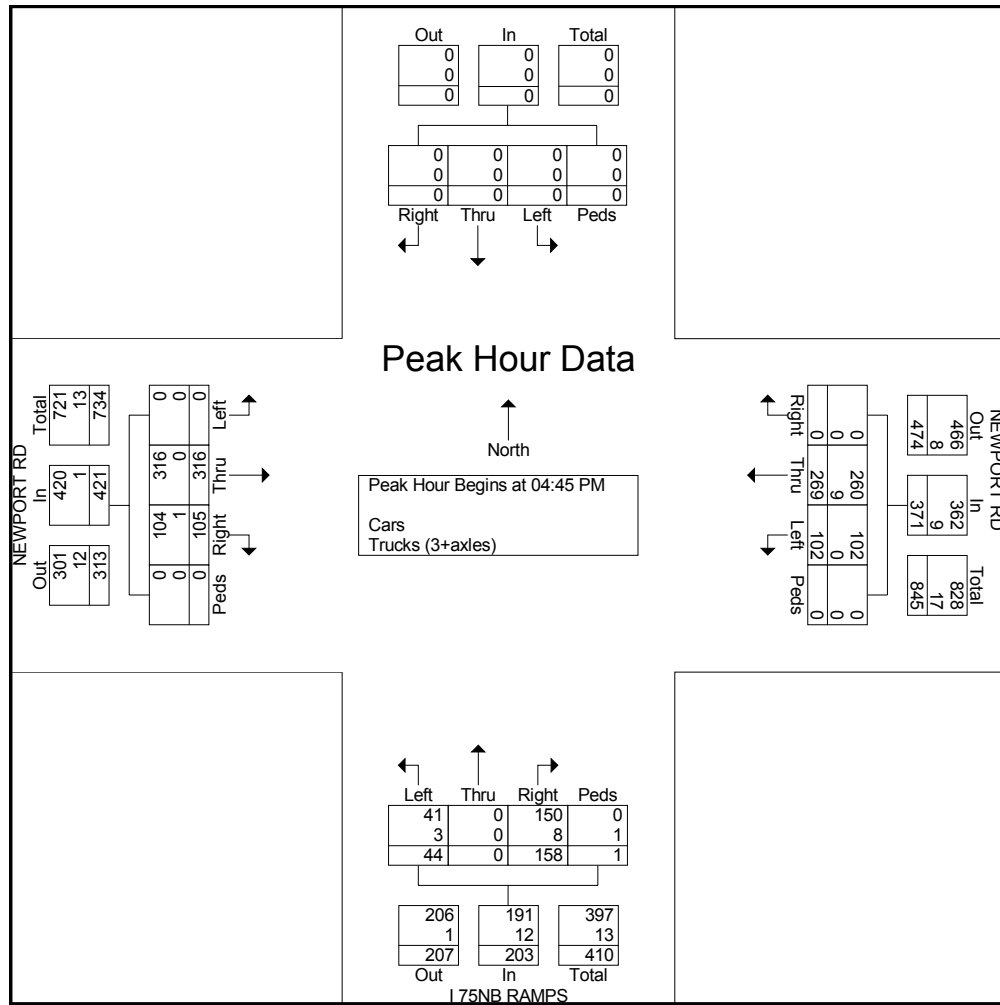 Out In Total
0 0 0
0 0 0
0 0 0
0 0 0 0
0 0 0 0
0 0 0 0
Right Thru Left Peds
Peak Hour Data
North
Peak Hour Begins at 04:45 PM
Cars
Trucks (3+axles)
NEWPORT RD
Out In Total
301 420 721
12 1 13
313 421 734
0 104 316 0
0 1 0 0
0 105 316 0
Peds Right Thru Left
NEWPORT RD
Out In Total
466 362 828
8 9 17
474 371 845
0 260 102 0
0 9 0 0
0 269 102 0
Right Thru Left Peds
Left Thru Right Peds
41 0 150 0
3 0 8 1
44 0 158 1
206 191 397
1 12 13
207 203 410
Out In Total
I 75NB RAMPS